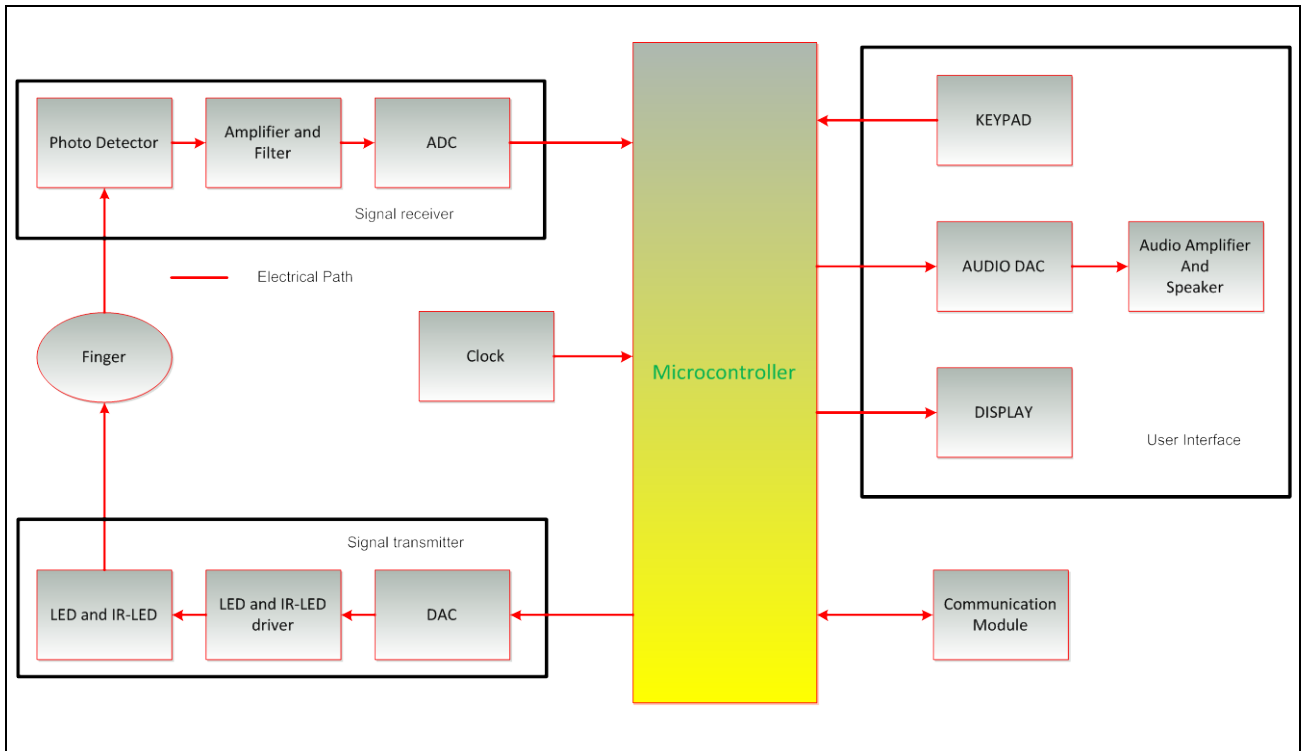 Photo Detector
Amplifier and
Filter
ADC
Signal receiver
Electrical Path
Finger
Clock
Microcontroller
KEYPAD
AUDIO DAC
Audio Amplifier
And
Speaker
DISPLAY
User Interface
Signal transmitter
LED and IR-LED
LED and IR-LED
driver
DAC
Communication
Module